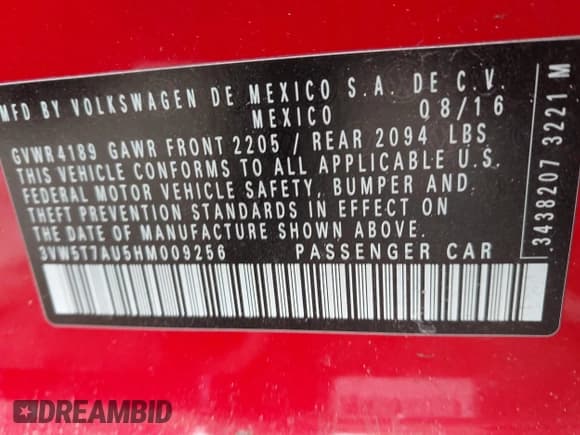 MFD BY VOLKSWAGEN DE MEXICO S.A. DE C.V.
MEXICO 08/16
GVWR4189 GAWR FRONT 2205 / REAR 2094 LBS
THIS VEHICLE CONFORMS TO ALL APPLICABLE U.S.
FEDERAL MOTOR VEHICLE SAFETY, BUMPER AND
THEFT PREVENTION STANDARDS IN EFFECT ON
THE DATE OF MANUFACTURE SHOWN ABOVE.
3VW5T7AU5HM009256 PASSENGER CAR
.3438207 3221 M
DREAMBID